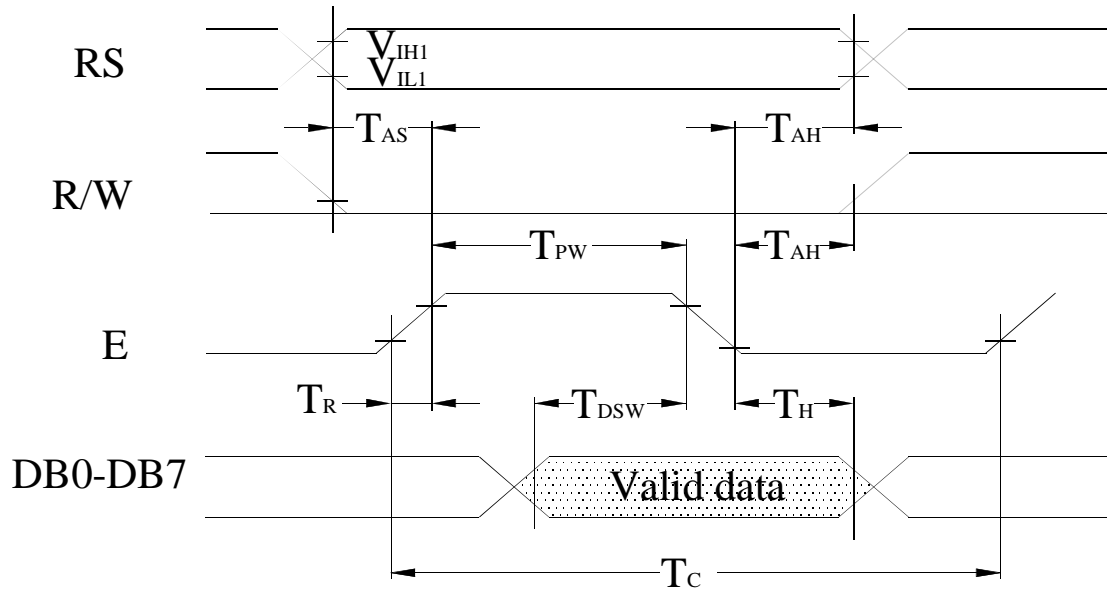 RS
VIH1
VIL1
TAS
TAH
R/W
TPW
TAH
E
TR
TDSW
TH
DB0-DB7
Valid data
TC